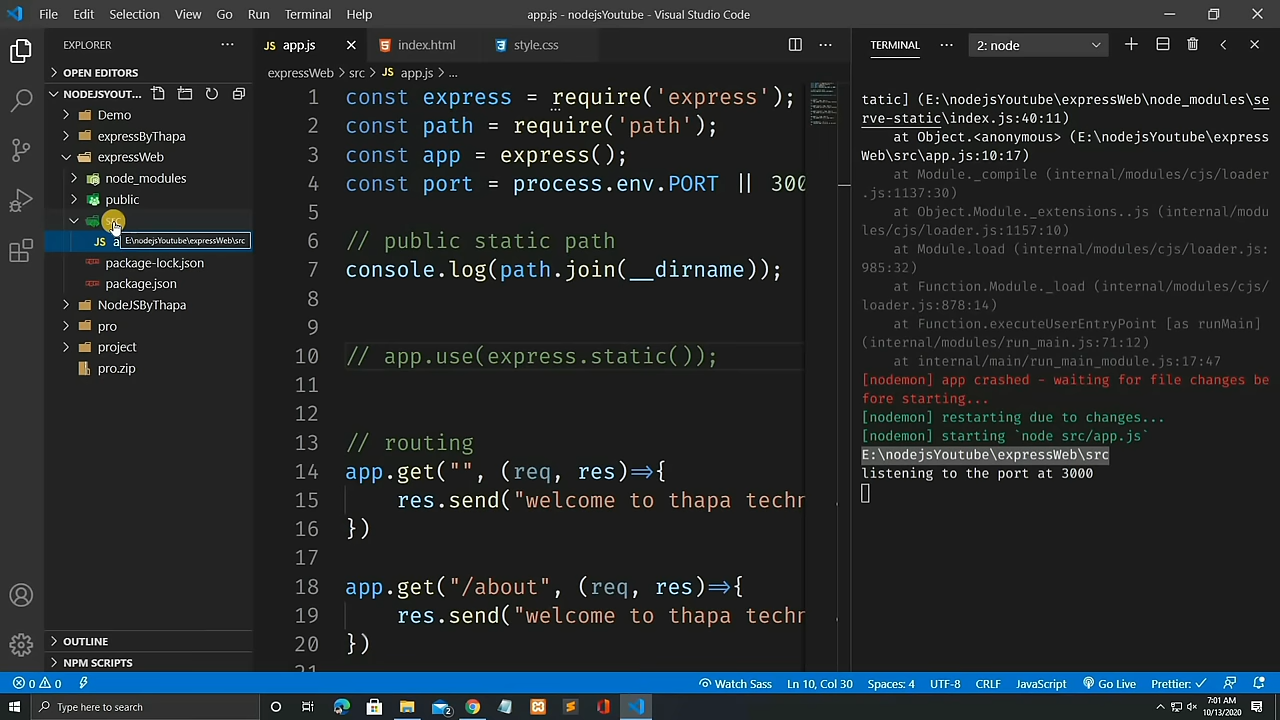 File Edit Selection View Go Run Terminal Help
app.js - nodejsYoutube - Visual Studio Code
EXPLORER
OPEN EDITORS
NODEJSYOUT...
Demo
expressByThapa
expressWeb
node_modules
public
src
E:\nodejsYoutube\expressWeb\src
JS a
package-lock.json
package.json
NodeJSByThapa
pro
project
pro.zip
OUTLINE
NPM SCRIPTS
JS app.js
index.html
style.css
expressWeb > src > JS app.js > ...
1 const express = require('express');
2 const path = require('path');
3 const app = express();
4 const port = process.env.PORT || 300
5
6 // public static path
7 console.log(path.join(__dirname));
8
9
10 // app.use(express.static());
11
12
13 // routing
14 app.get("", (req, res)=>{
15 res.send("welcome to thapa techn
16 })
17
18 app.get("/about", (req, res)=>{
19 res.send("welcome to thapa techn
20 })
21
TERMINAL
2: node
tatic] (E:\nodejsYoutube\expressWeb\node_modules\se
rve-static\index.js:40:11)
at Object.<anonymous> (E:\nodejsYoutube\express
Web\src\app.js:10:17)
at Module._compile (internal/modules/cjs/loader
.js:1137:30)
at Object.Module._extensions..js (internal/modu
les/cjs/loader.js:1157:10)
at Module.load (internal/modules/cjs/loader.js:
985:32)
at Function.Module._load (internal/modules/cjs/
loader.js:878:14)
at Function.executeUserEntryPoint [as runMain]
(internal/modules/run_main.js:71:12)
at internal/main/run_main_module.js:17:47
[nodemon] app crashed - waiting for file changes be
fore starting...
[nodemon] restarting due to changes...
[nodemon] starting `node src/app.js`
E:\nodejsYoutube\expressWeb\src
listening to the port at 3000
0 0
Watch Sass
Ln 10, Col 30
Spaces: 4
UTF-8
CRLF
JavaScript
Go Live
Prettier: ✓
Type here to search
7:01 AM
10/13/2020